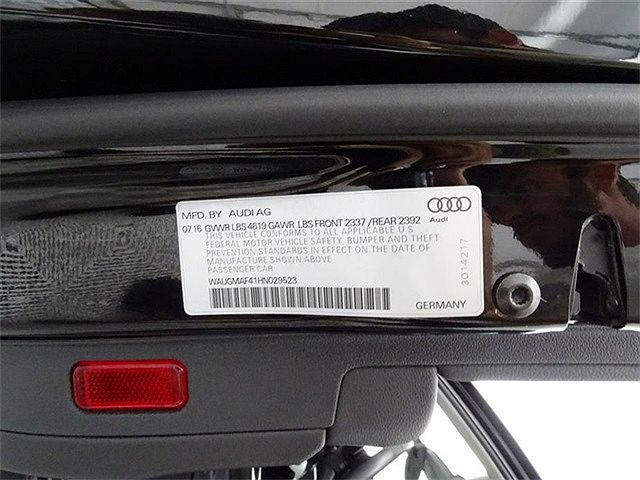 MFD. BY AUDI AG
Audi
07 16 GVWR LBS 4619 GAWR LBS FRONT 2337 / REAR 2392
THIS VEHICLE CONFORMS TO ALL APPLICABLE U S
FEDERAL MOTOR VEHICLE SAFETY. BUMPER AND THEFT
PREVENTION STANDARDS IN EFFECT ON THE DATE OF
MANUFACTURE SHOWN ABOVE
PASSENGER CAR
WAUGMAF41HN029523
GERMANY
3014217